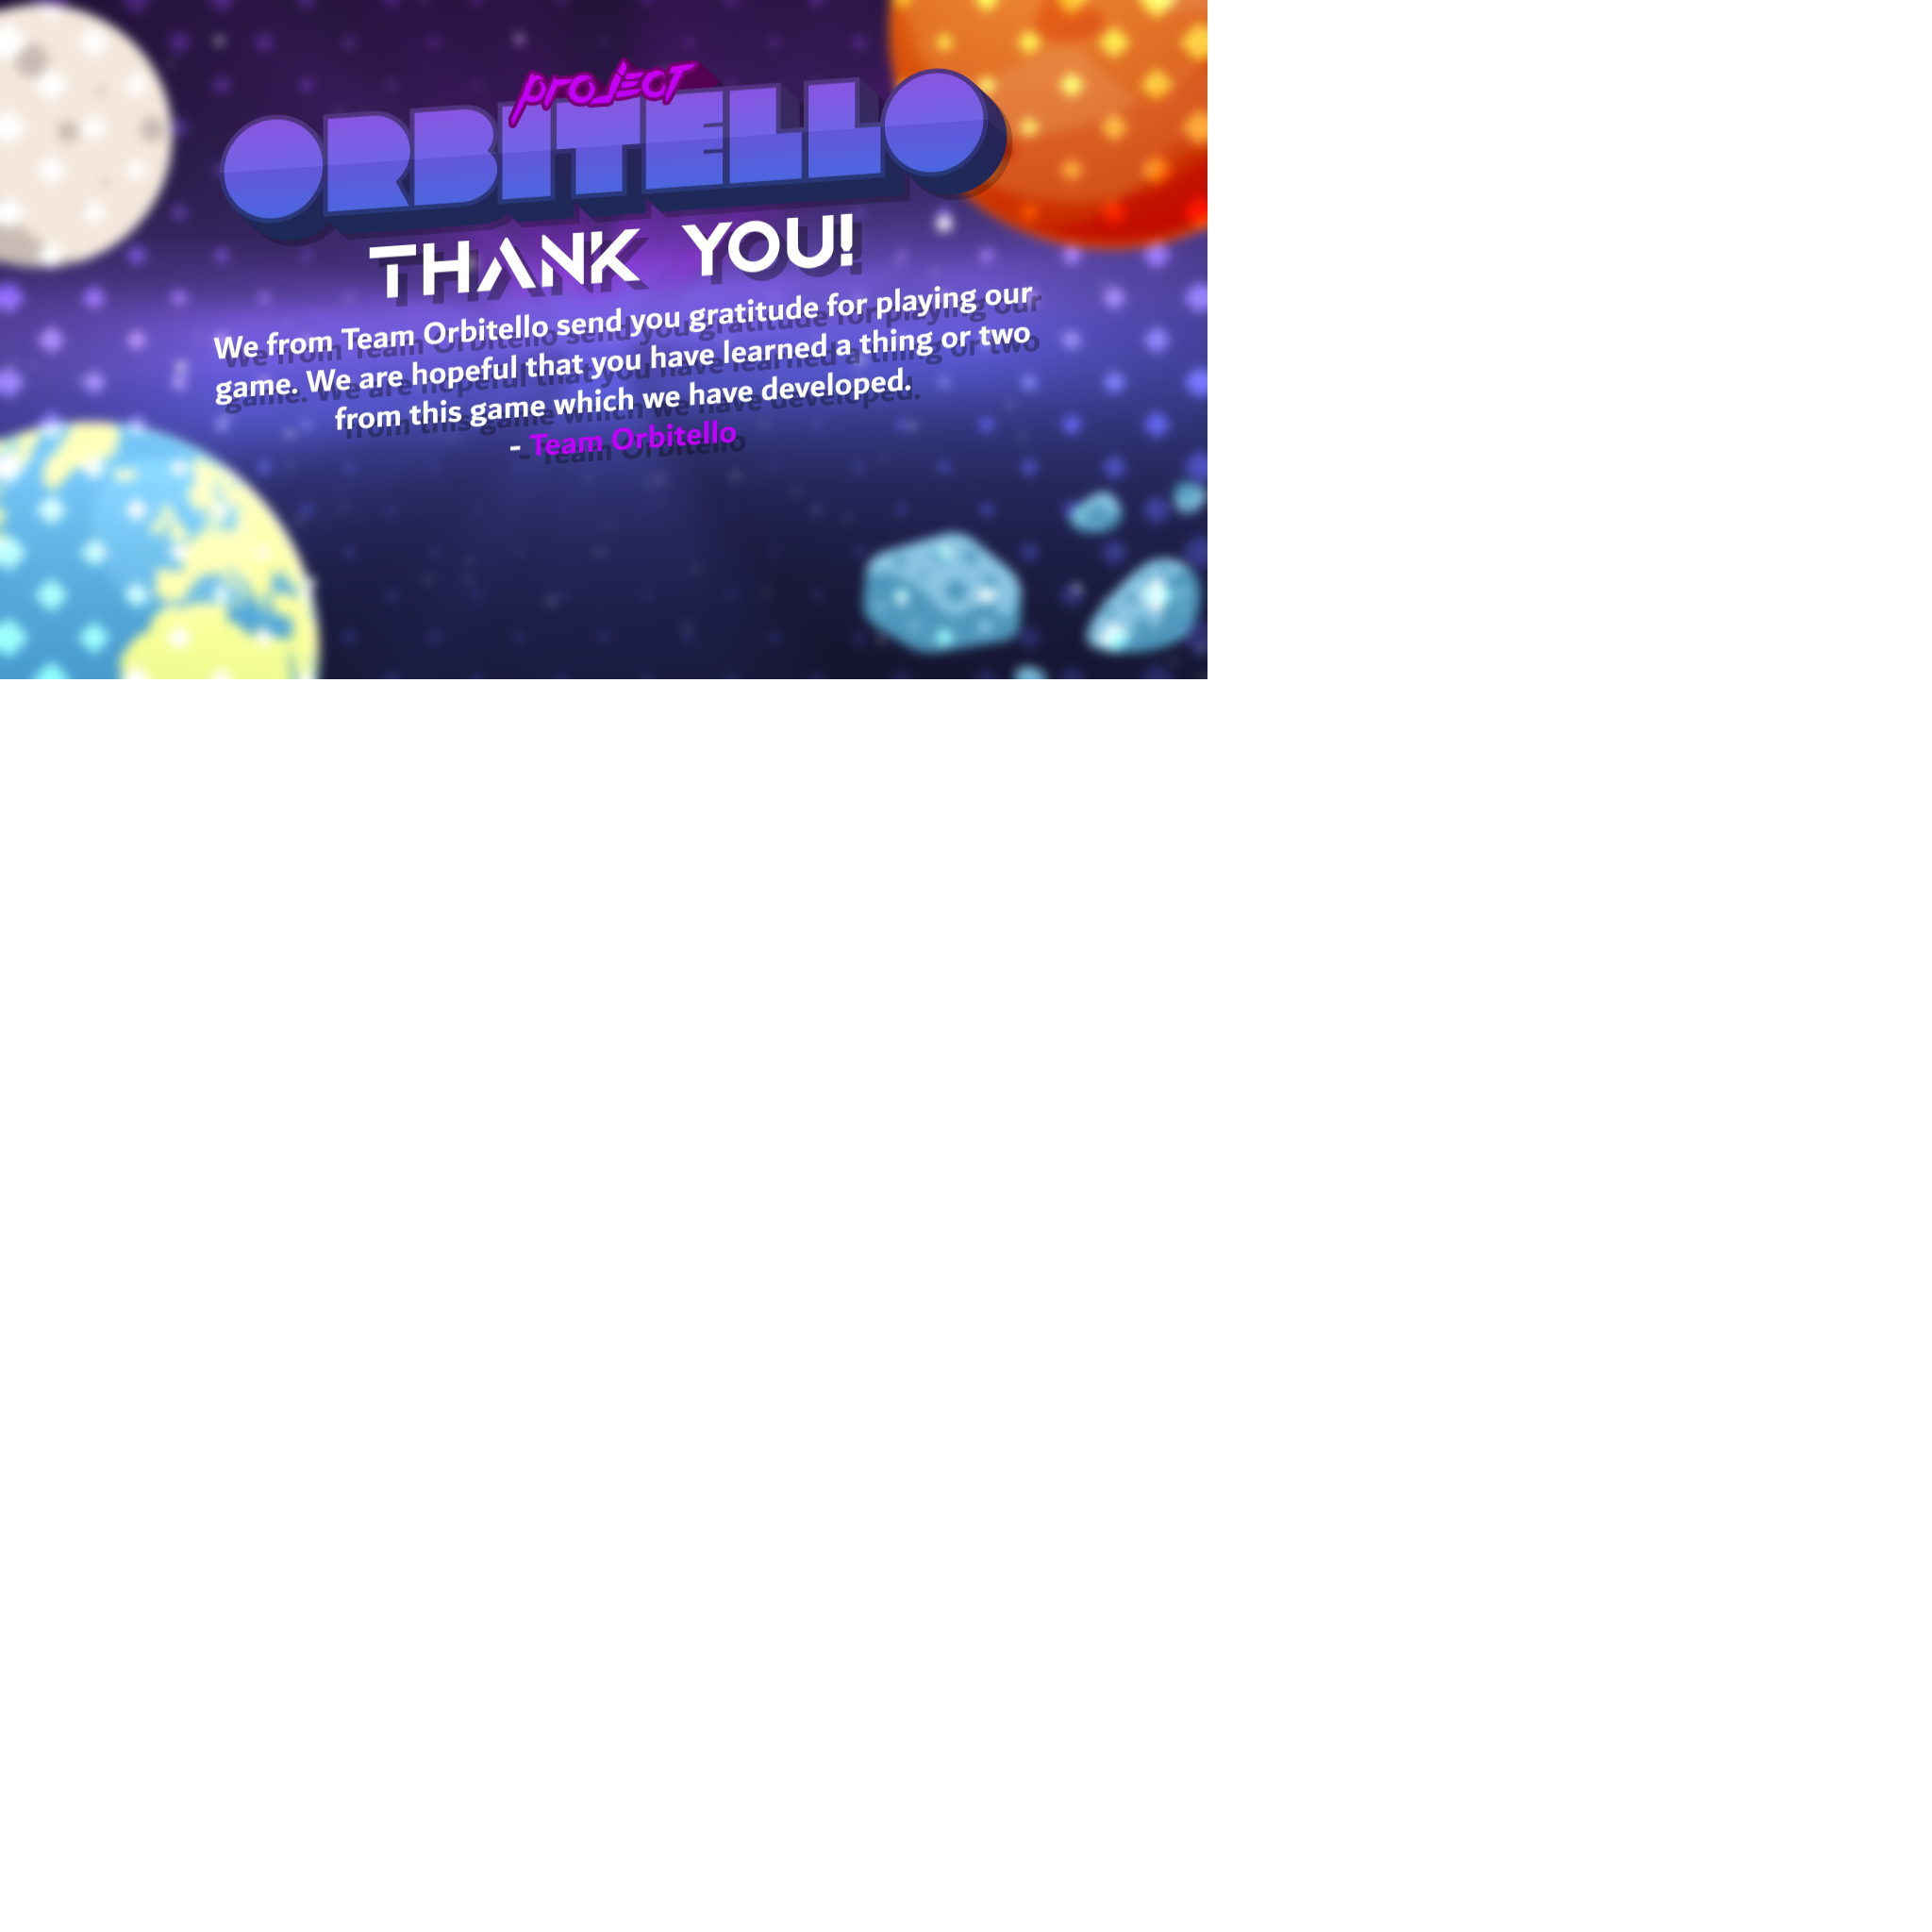 project
ORBITELLO
THANK YOU!
We from Team Orbitello send you gratitude for playing our
game. We are hopeful that you have learned a thing or two
from this game which we have developed.
- Team Orbitello